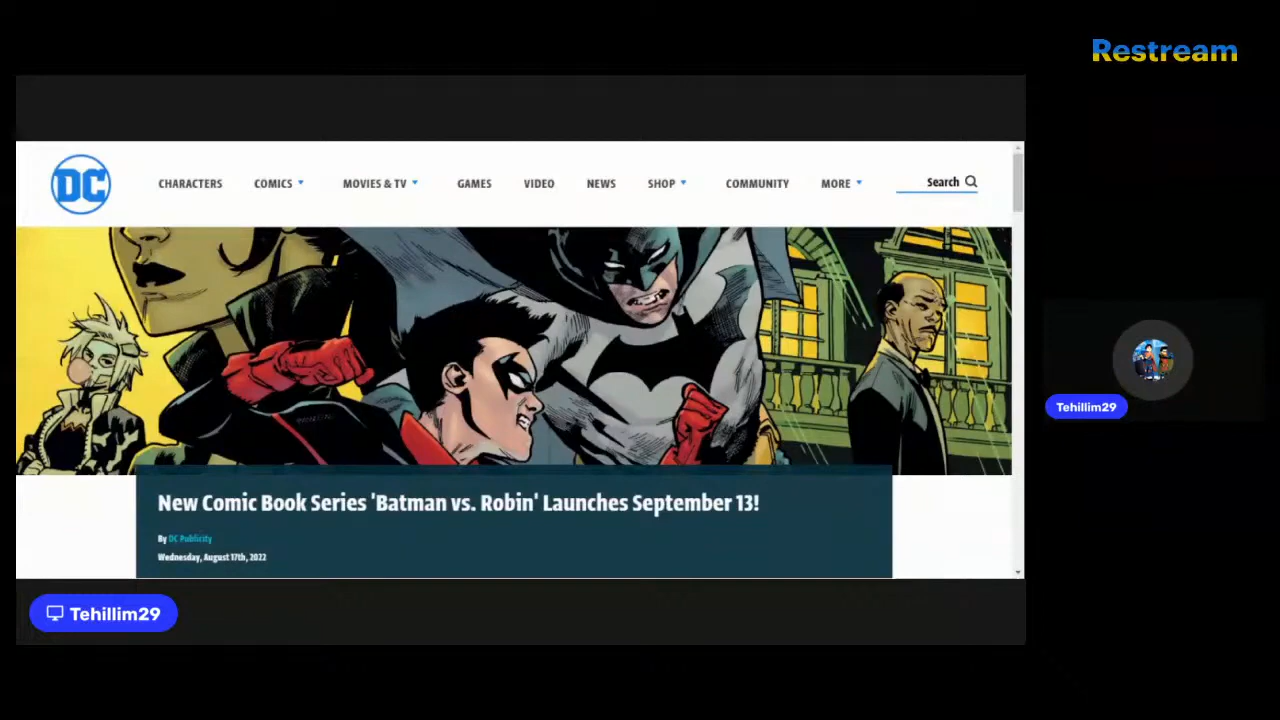 Restream
DC
CHARACTERS COMICS MOVIES & TV GAMES VIDEO NEWS SHOP COMMUNITY MORE Search
New Comic Book Series 'Batman vs. Robin' Launches September 13!
By DC Publicity
Wednesday, August 17th, 2022
Tehillim29
Tehillim29